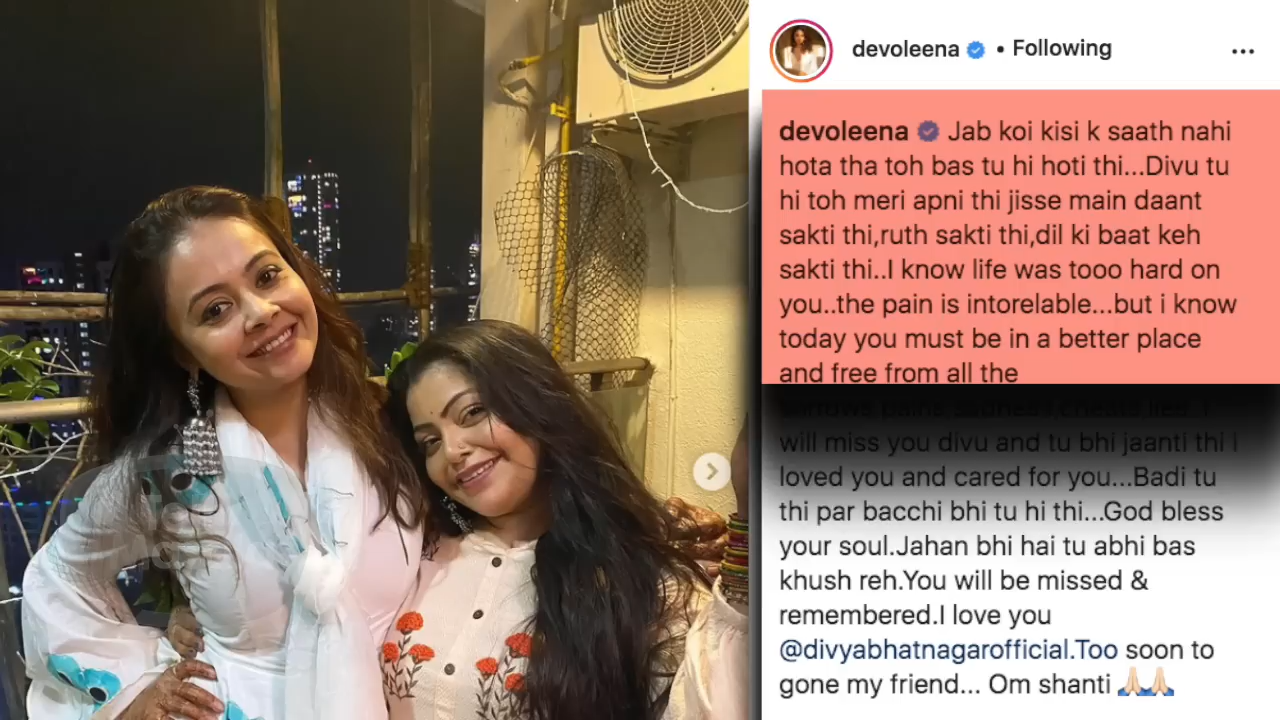 devoleena • Following
devoleena Jab koi kisi k saath nahi
hota tha toh bas tu hi hoti thi...Divu tu
hi toh meri apni thi jisse main daant
sakti thi,ruth sakti thi,dil ki baat keh
sakti thi..I know life was tooo hard on
you..the pain is intorelable...but i know
today you must be in a better place
and free from all the
will miss you divu and tu bhi jaanti thi i
loved you and cared for you...Badi tu
thi par bacchi bhi tu hi thi...God bless
your soul.Jahan bhi hai tu abhi bas
khush reh.You will be missed &
remembered.I love you
@divyabhatnagarofficial.Too soon to
gone my friend... Om shanti 🙏🏻🙏🏻